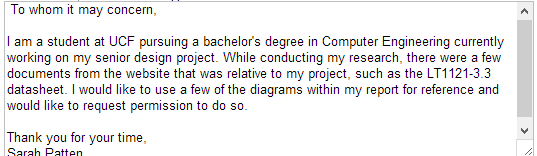 To whom it may concern,

I am a student at UCF pursuing a bachelor's degree in Computer Engineering currently
working on my senior design project. While conducting my research, there were a few
documents from the website that was relative to my project, such as the LT1121-3.3
datasheet. I would like to use a few of the diagrams within my report for reference and
would like to request permission to do so.

Thank you for your time,
Sarah Patten